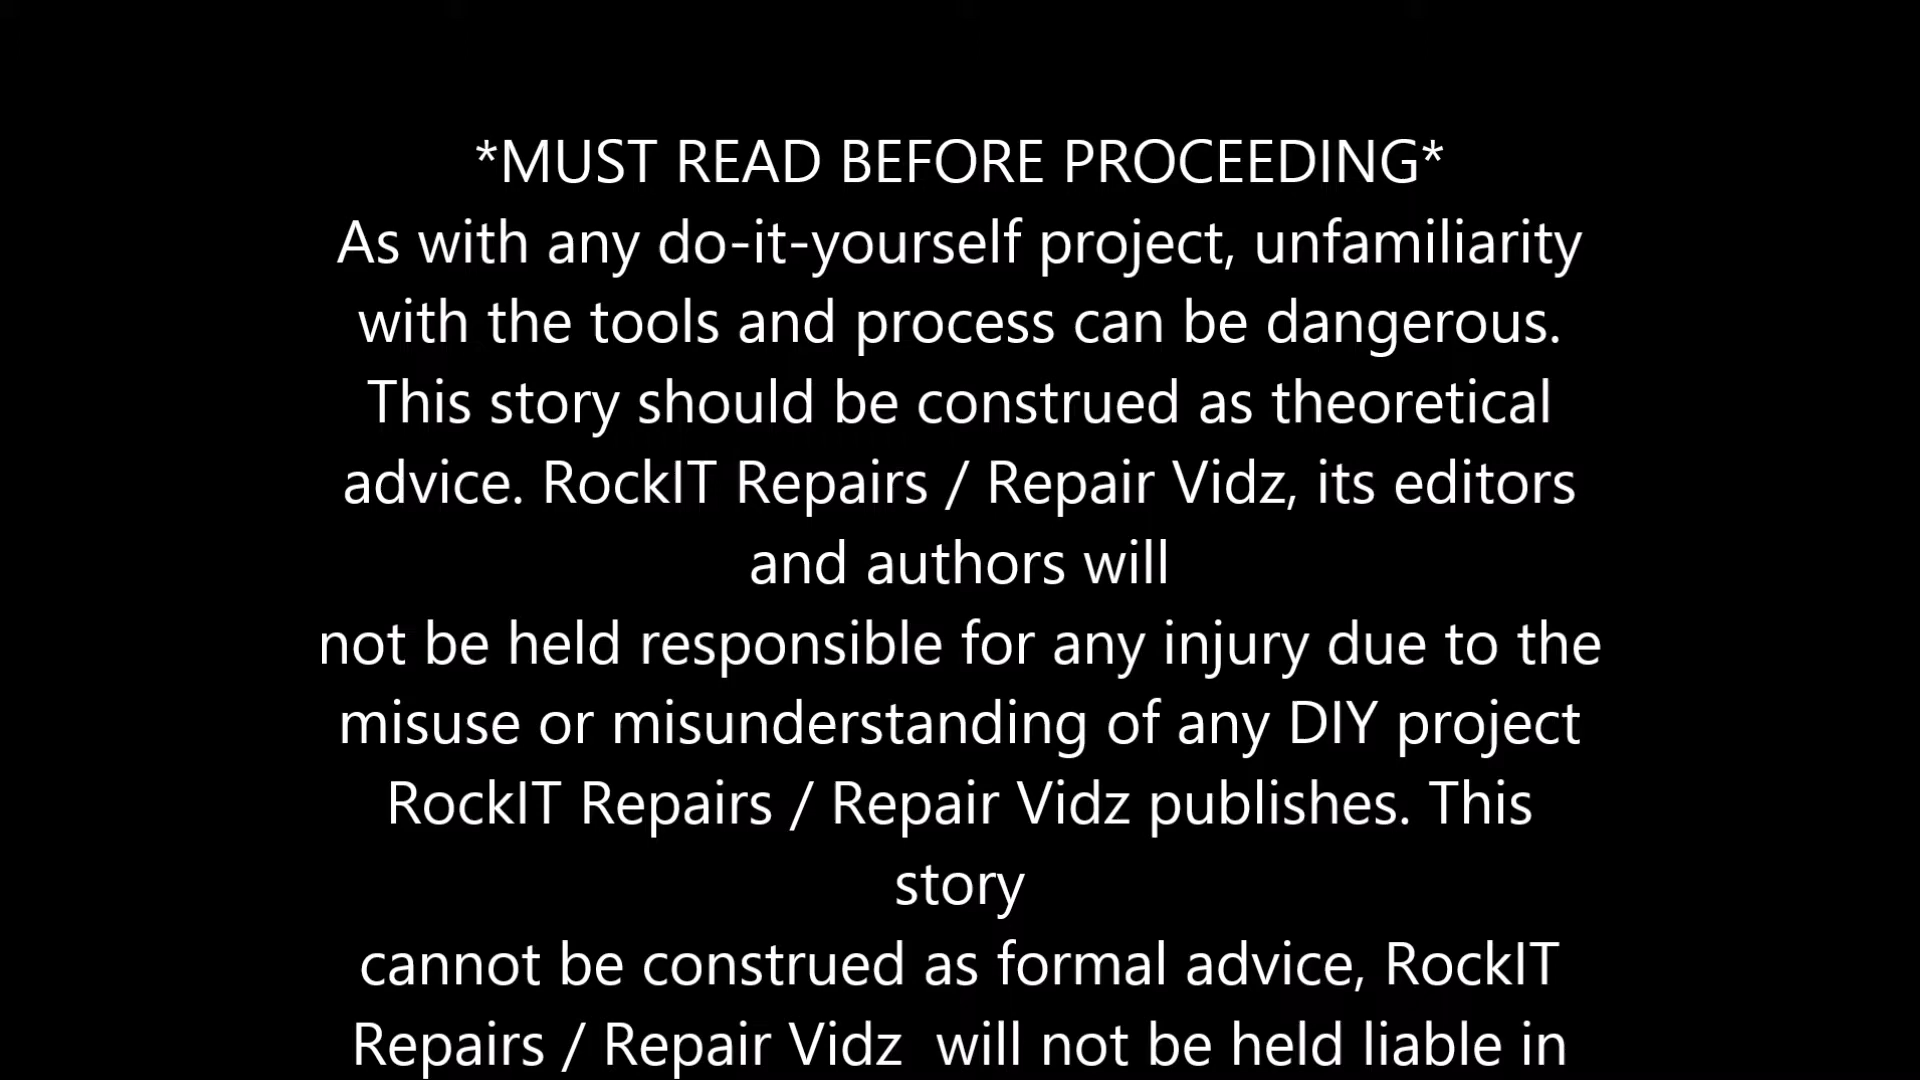 *MUST READ BEFORE PROCEEDING*
As with any do-it-yourself project, unfamiliarity
with the tools and process can be dangerous.
This story should be construed as theoretical
advice. RockIT Repairs / Repair Vidz, its editors
and authors will
not be held responsible for any injury due to the
misuse or misunderstanding of any DIY project
RockIT Repairs / Repair Vidz publishes. This
story
cannot be construed as formal advice, RockIT
Repairs / Repair Vidz  will not be held liable in